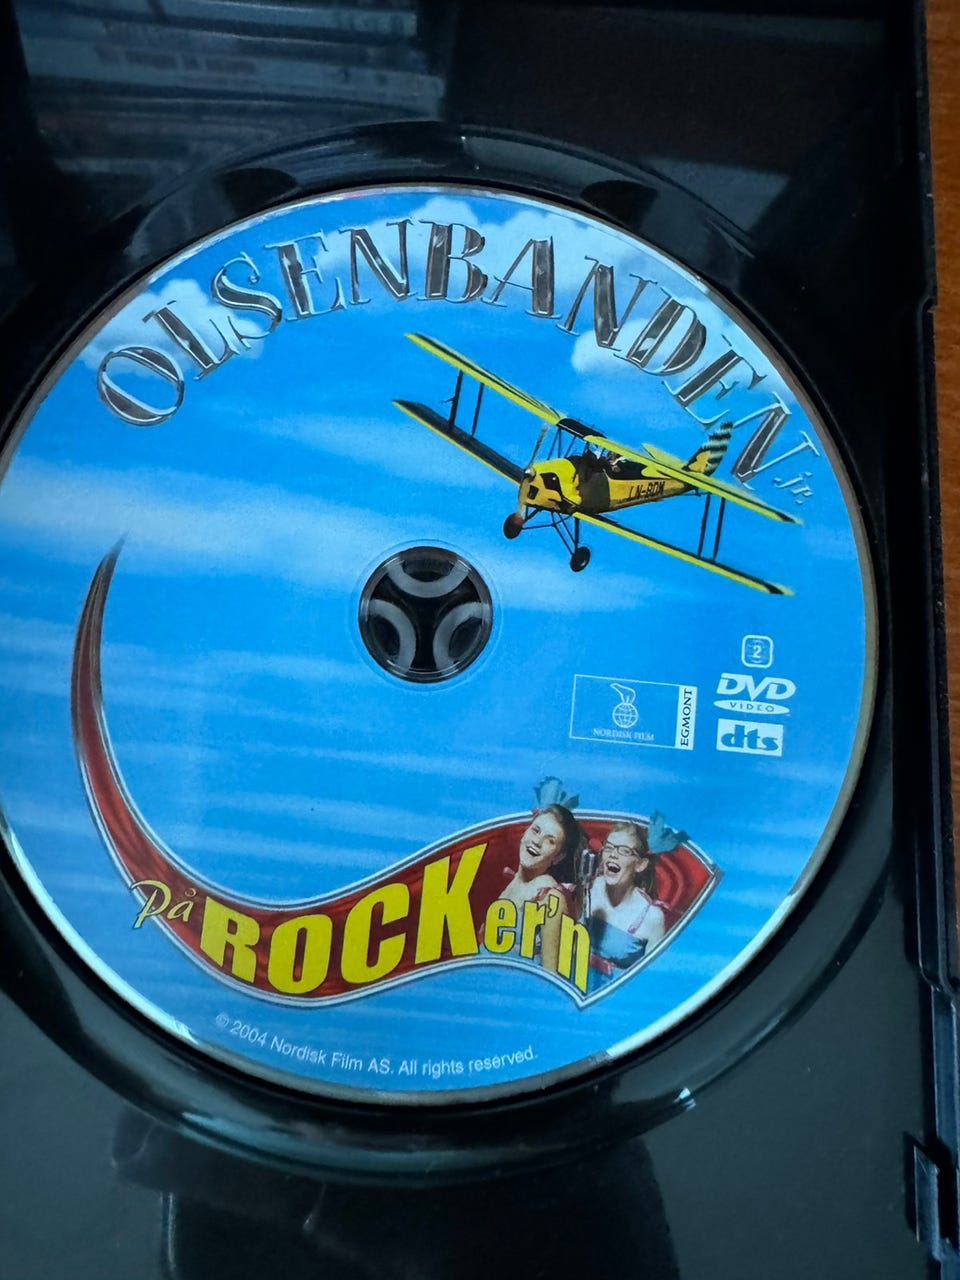 OLSENBANDEN jr.
LN-BDM
2
DVD
VIDEO
NORDISK FILM
EGMONT
dts
På ROCKer'n
© 2004 Nordisk Film AS. All rights reserved.